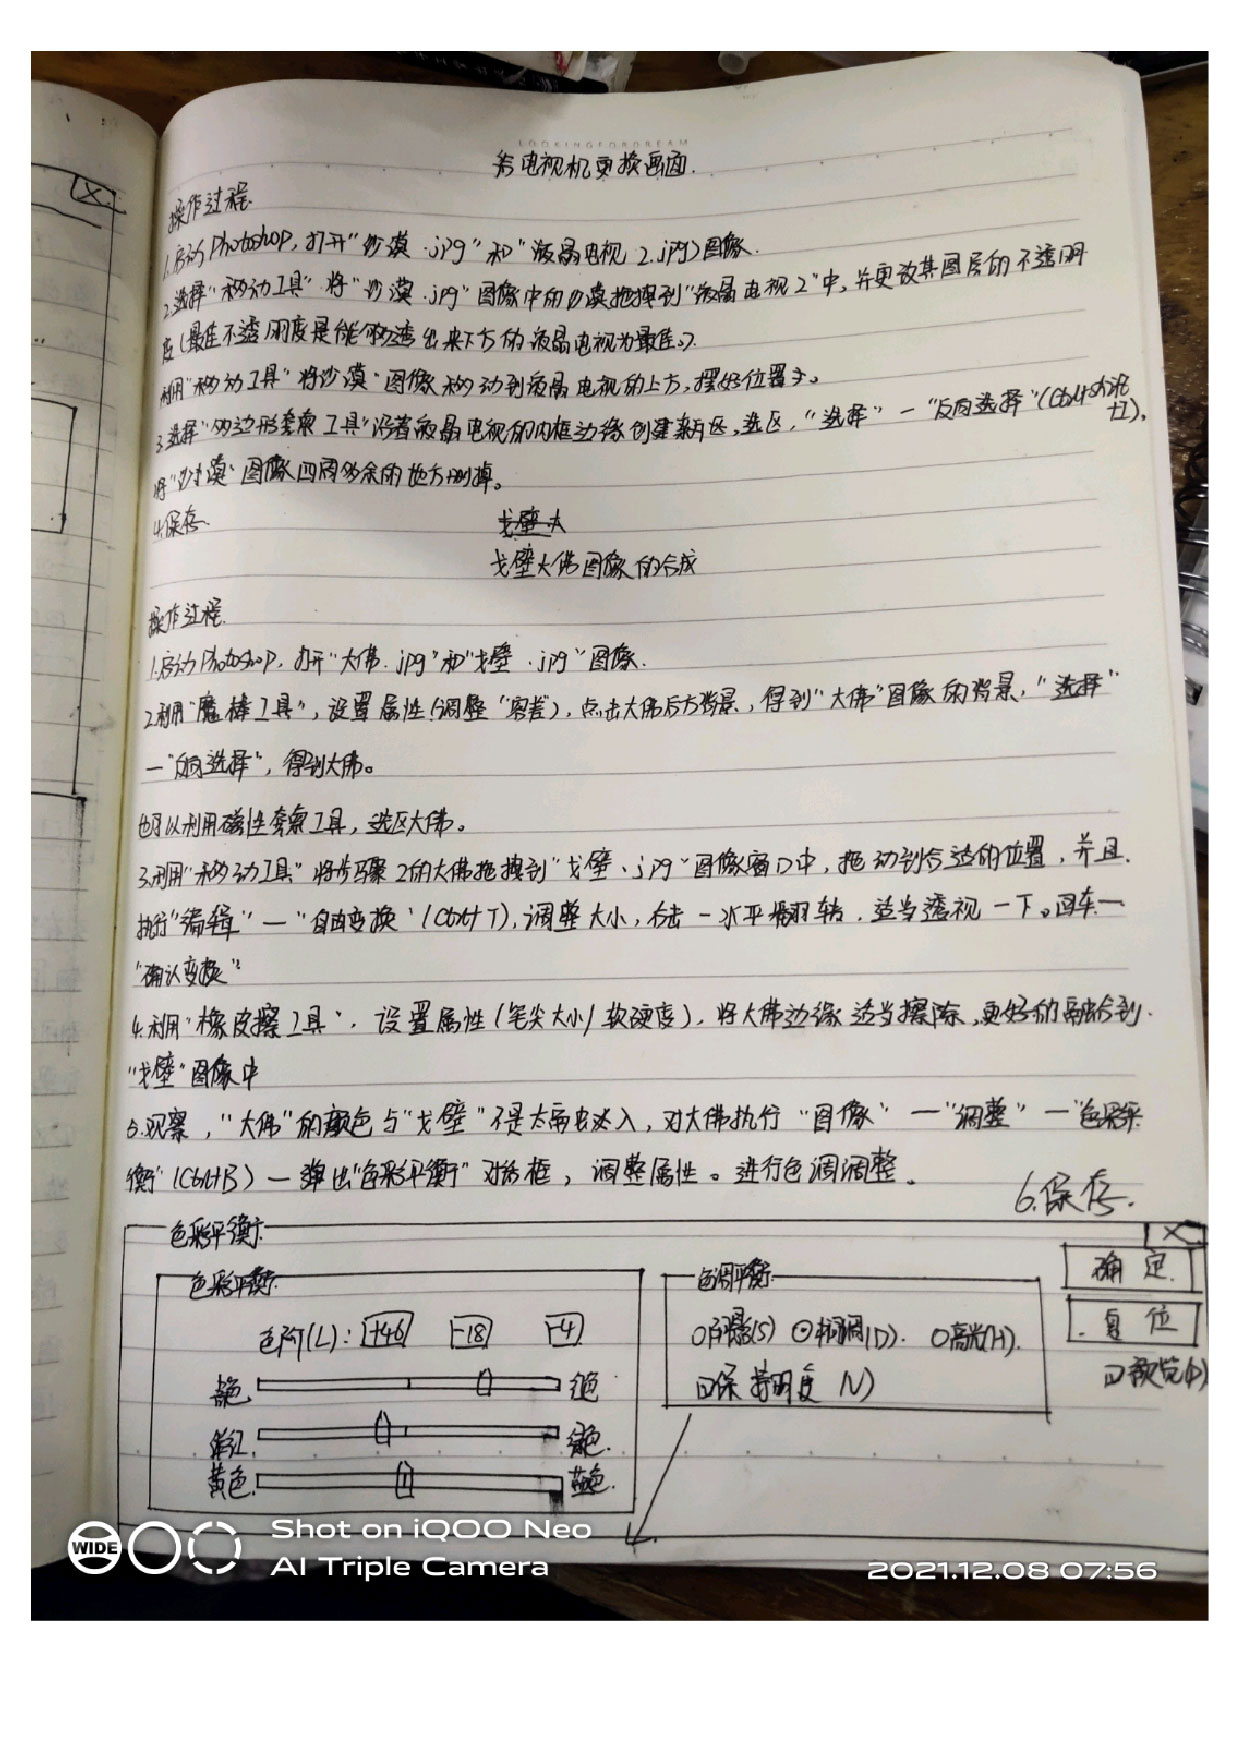 LOOKINGFORDREAM
给电视机更换画面.
操作过程.
1.启动Photoshop, 打开"沙漠.jpg"和"液晶电视2.jpg)图像.
2.选择"移动工具"将"沙漠.jpg"图像中的沙漠拖拽到"液晶电视2"中, 并更改其图层的不透明
度(最佳不透明度是能够透出来下方的液晶电视为最佳.).
利用"移动工具"将沙漠"图像移动到液晶电视的上方, 摆好位置.
3.选择"多边形套索工具"沿着液晶电视的内框边缘创建选区, "选择"—"反向选择"
将"沙漠"图像四周多余的地方删掉。
4.保存.
戈壁大
戈壁大佛图像的合成
操作过程.
1.启动Photoshop, 打开"大佛.jpg"和"戈壁.jpg"图像.
2.利用"魔棒工具", 设置属性(调整"容差), 点击大佛后方背景, 得到"大佛"图像的背景, "选择"
—"反向选择", 得到大佛。
也可以利用磁性套索工具, 选区大佛。
3.利用"移动工具"将步骤2的大佛拖拽到"戈壁.jpg"图像窗口中, 拖动到合适的位置, 并且.
执行"编辑"—"自由变换"(Ctrl+T), 调整大小, 右击—水平翻转, 适当透视一下。回车—
"确认变换"
4.利用"橡皮擦工具", 设置属性(笔尖大小/软硬度), 将大佛边缘适当擦除, 更好的融合到.
"戈壁"图像中
5.观察, "大佛"的颜色与"戈壁"不是太融入, 对大佛执行"图像"—"调整"—"色彩平
衡"(Ctrl+B)—弹出"色彩平衡"对话框, 调整属性。进行色调调整.
6.保存.
色彩平衡.
X
色彩平衡
色阶(L): +46 -18 -4
青色 红色
洋红. 绿色.
黄色. 蓝色.
色调平衡
O阴影(S) ⊙中间调(D). O高光(H).
口保持明度(V)
确定.
复位
口预览(P)
WIDE
Shot on iQOO Neo
AI Triple Camera
2021.12.08 07:56